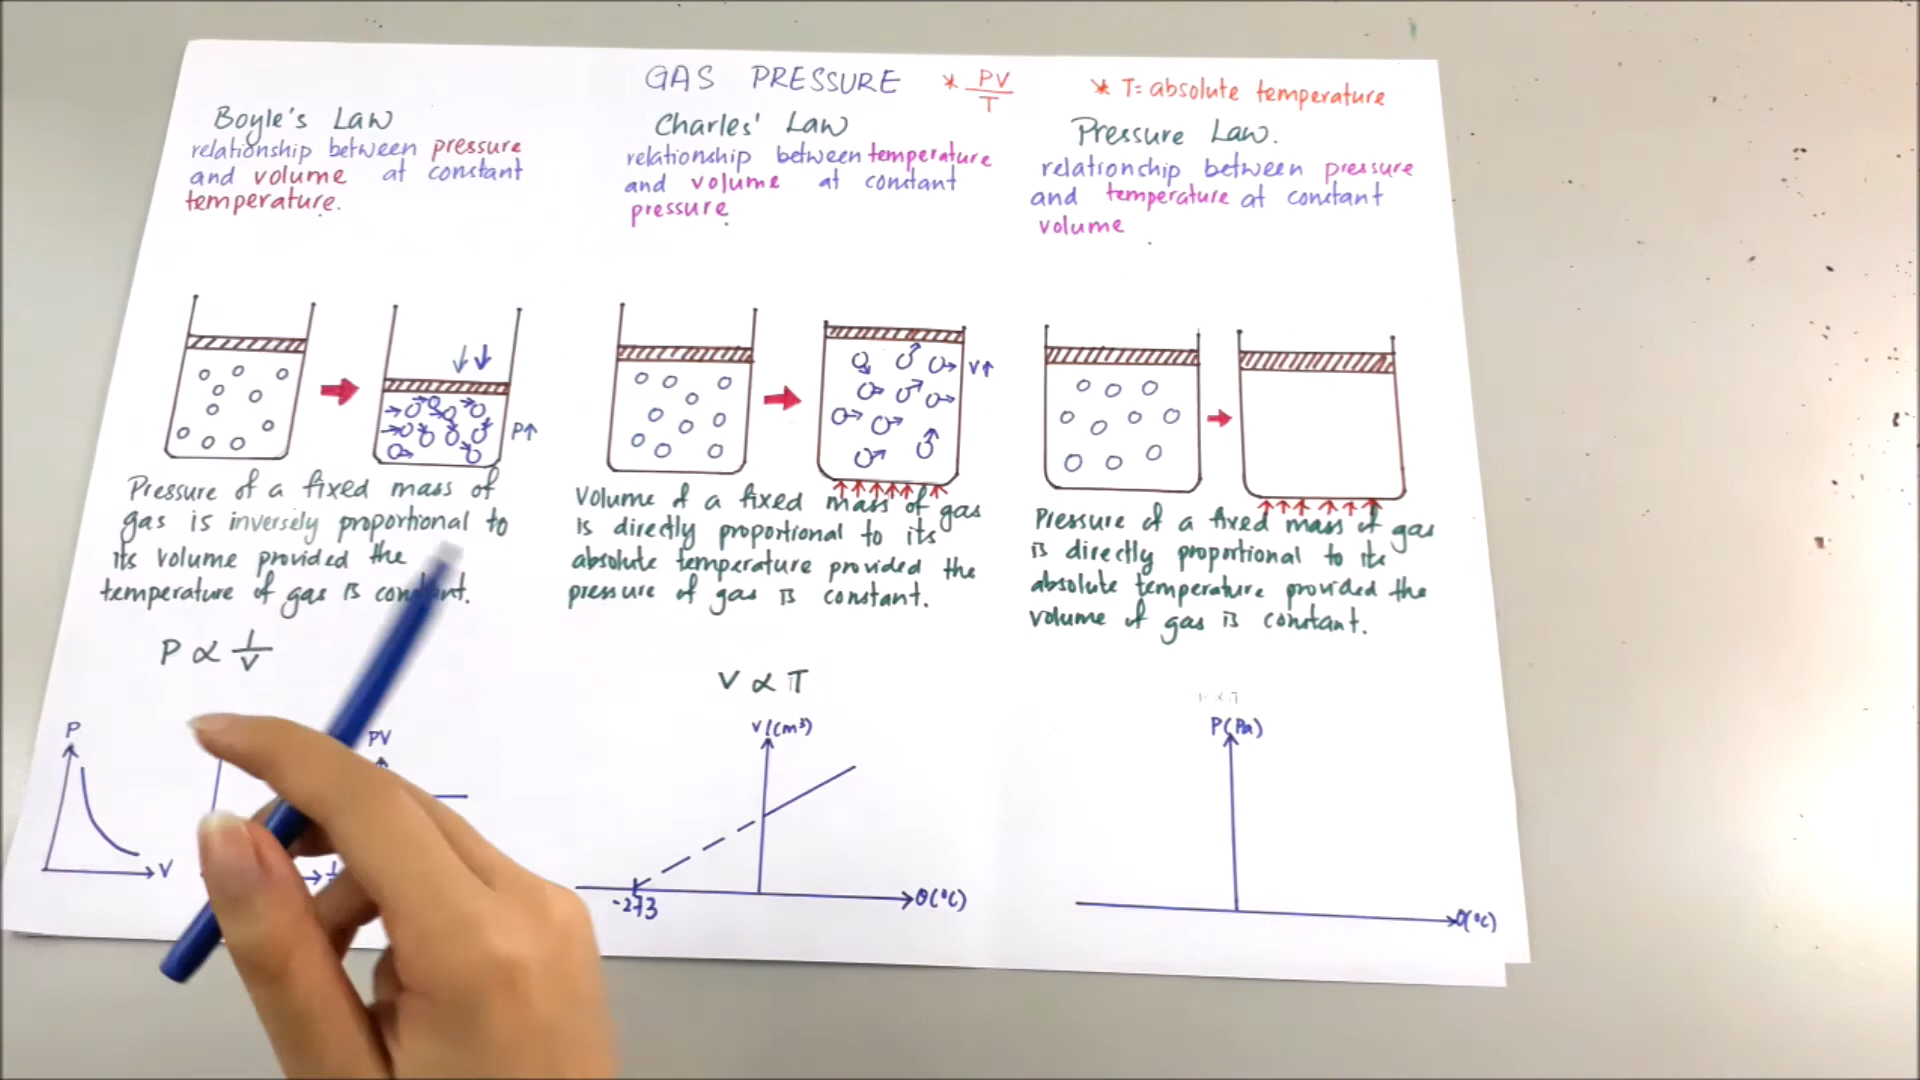 GAS PRESSURE * PV/T * T= absolute temperature
Boyle's Law
relationship between pressure
and volume at constant
temperature.
Charles' Law
relationship between temperature
and volume at constant
pressure.
Pressure Law.
relationship between pressure
and temperature at constant
volume
P↑
V↑
Pressure of a fixed mass of
gas is inversely proportional to
its volume provided the
temperature of gas is constant.
P ∝ 1/V
Volume of a fixed mass of gas
is directly proportional to its
absolute temperature provided the
pressure of gas is constant.
V ∝ T
Pressure of a fixed mass of gas
is directly proportional to its
absolute temperature provided the
volume of gas is constant.
P ∝ T
P
V
PV
V/(cm³)
-273
θ(°C)
P(Pa)
θ(°C)